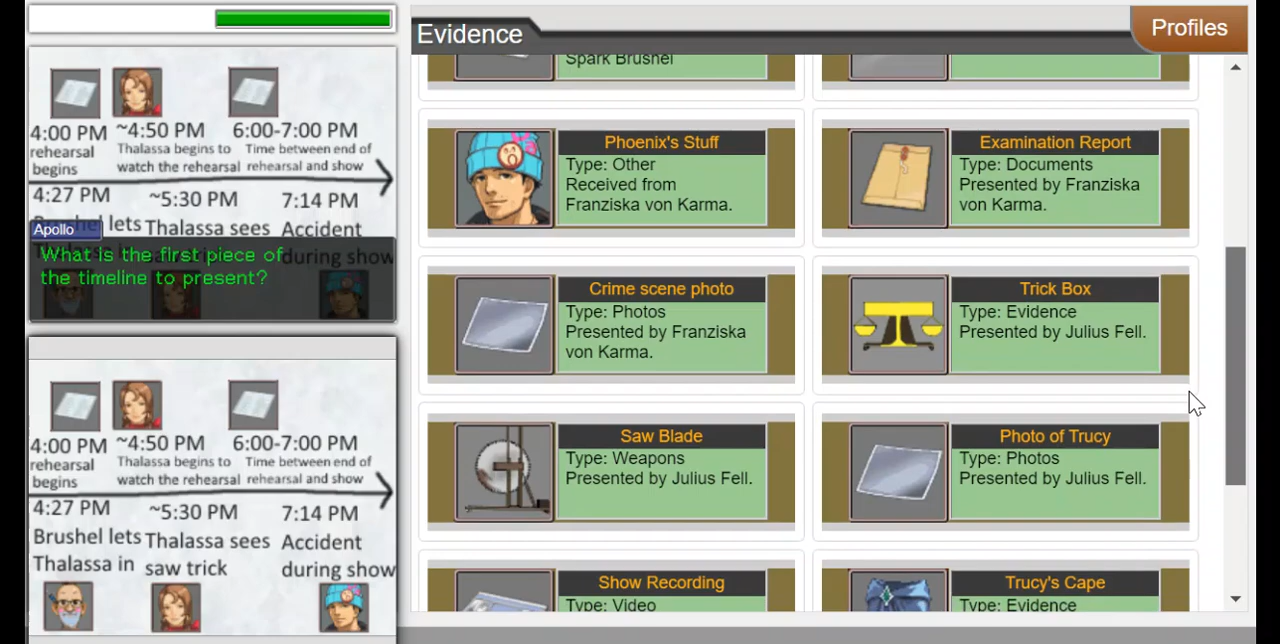 Evidence
Profiles
4:00 PM
rehearsal
begins
~4:50 PM
Thalassa begins to
watch the rehearsal
6:00-7:00 PM
Time between end of
rehearsal and show
4:27 PM
Brushel lets
~5:30 PM
Thalassa sees
7:14 PM
Accident
during show
Apollo
What is the first piece of
the timeline to present?
4:00 PM
rehearsal
begins
~4:50 PM
Thalassa begins to
watch the rehearsal
6:00-7:00 PM
Time between end of
rehearsal and show
4:27 PM
Brushel lets
Thalassa in
~5:30 PM
Thalassa sees
saw trick
7:14 PM
Accident
during show
Spark Brushel
Phoenix's Stuff
Type: Other
Received from
Franziska von Karma.
Examination Report
Type: Documents
Presented by Franziska
von Karma.
Crime scene photo
Type: Photos
Presented by Franziska
von Karma.
Trick Box
Type: Evidence
Presented by Julius Fell.
Saw Blade
Type: Weapons
Presented by Julius Fell.
Photo of Trucy
Type: Photos
Presented by Julius Fell.
Show Recording
Type: Video
Trucy's Cape
Type: Evidence